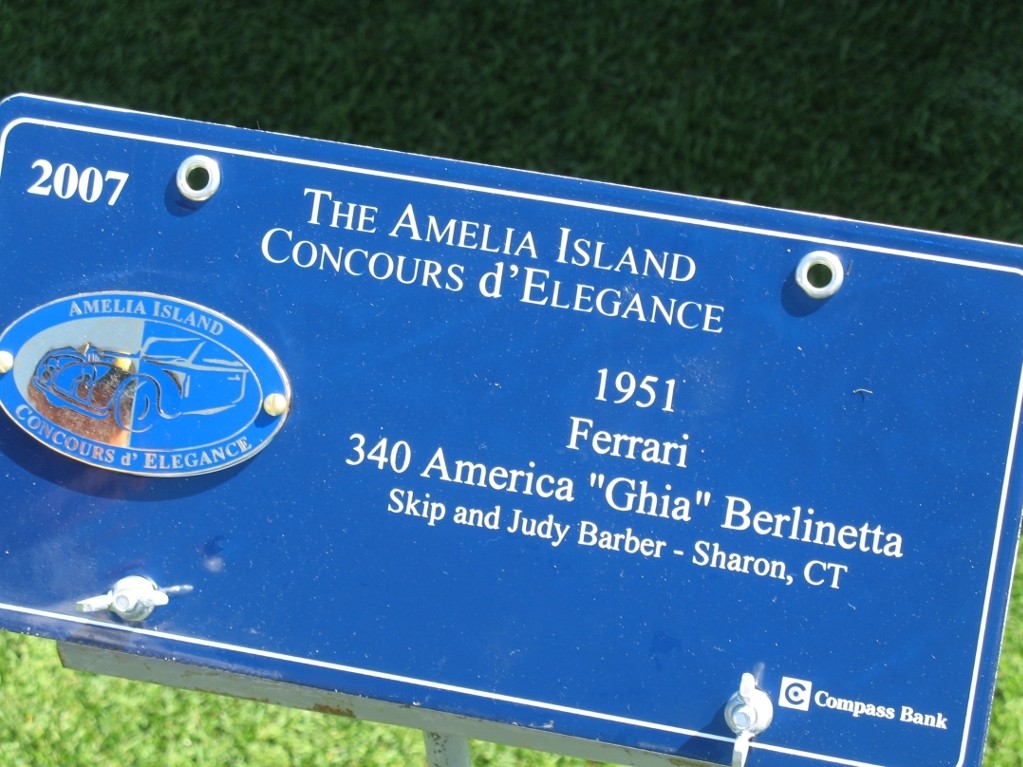 2007
THE AMELIA ISLAND
CONCOURS d'ELEGANCE
AMELIA ISLAND
CONCOURS d' ELEGANCE
1951
Ferrari
340 America "Ghia" Berlinetta
Skip and Judy Barber - Sharon, CT
Compass Bank